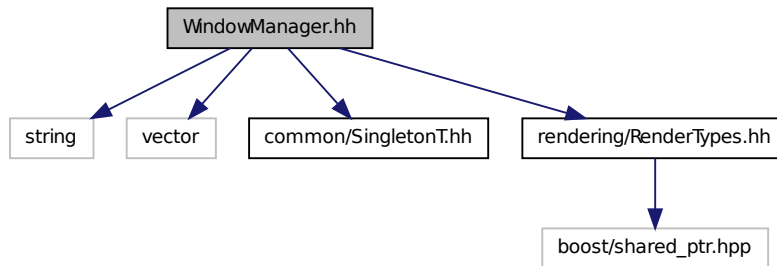 WindowManager.hh
string
vector
common/SingletonT.hh
rendering/RenderTypes.hh
boost/shared_ptr.hpp